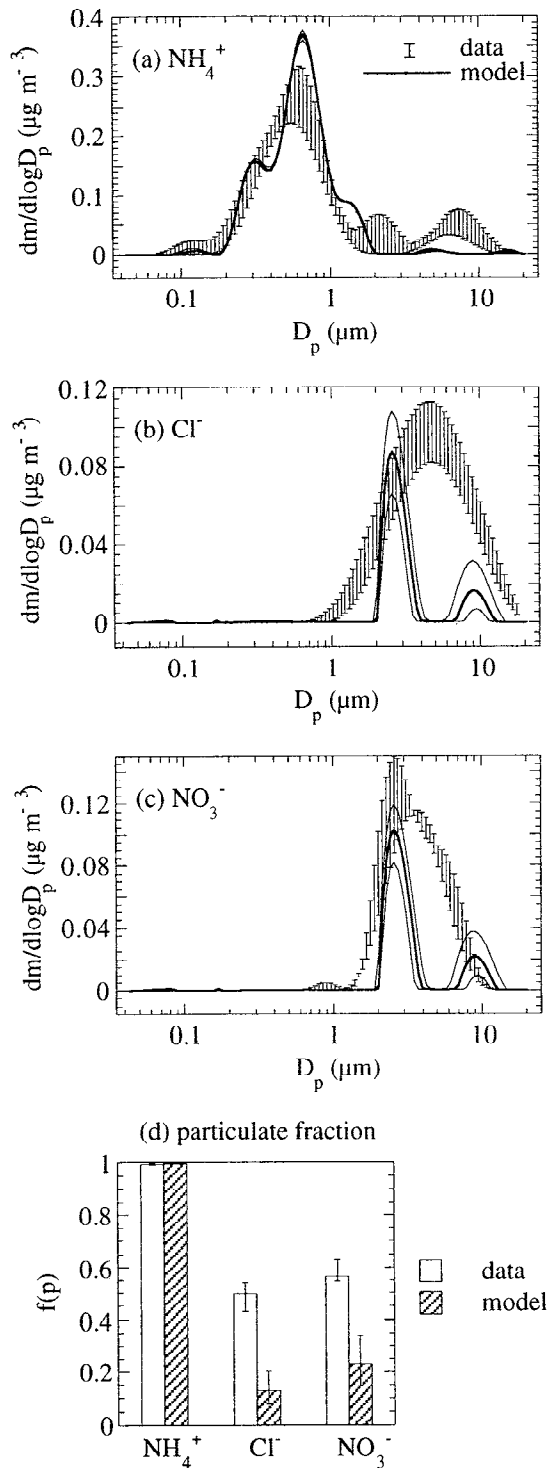 0.4
(a) NH₄⁺
data
model
0.3
0.2
0.1
0
dm/dlogDₚ (µg m⁻³)
0.1
1
10
Dₚ (µm)
0.12
(b) Cl⁻
0.08
0.04
0
dm/dlogDₚ (µg m⁻³)
0.1
1
10
Dₚ (µm)
(c) NO₃⁻
0.12
0.08
0.04
0
dm/dlogDₚ (µg m⁻³)
0.1
1
10
Dₚ (µm)
(d) particulate fraction
1
0.8
0.6
0.4
0.2
0
f(p)
data
model
NH₄⁺
Cl⁻
NO₃⁻